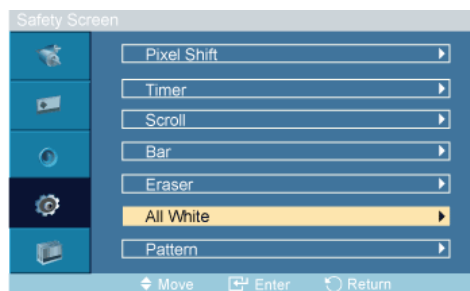 Safety Screen
Pixel Shift
Timer
Scroll
Bar
Eraser
All White
Pattern
Move Enter Return